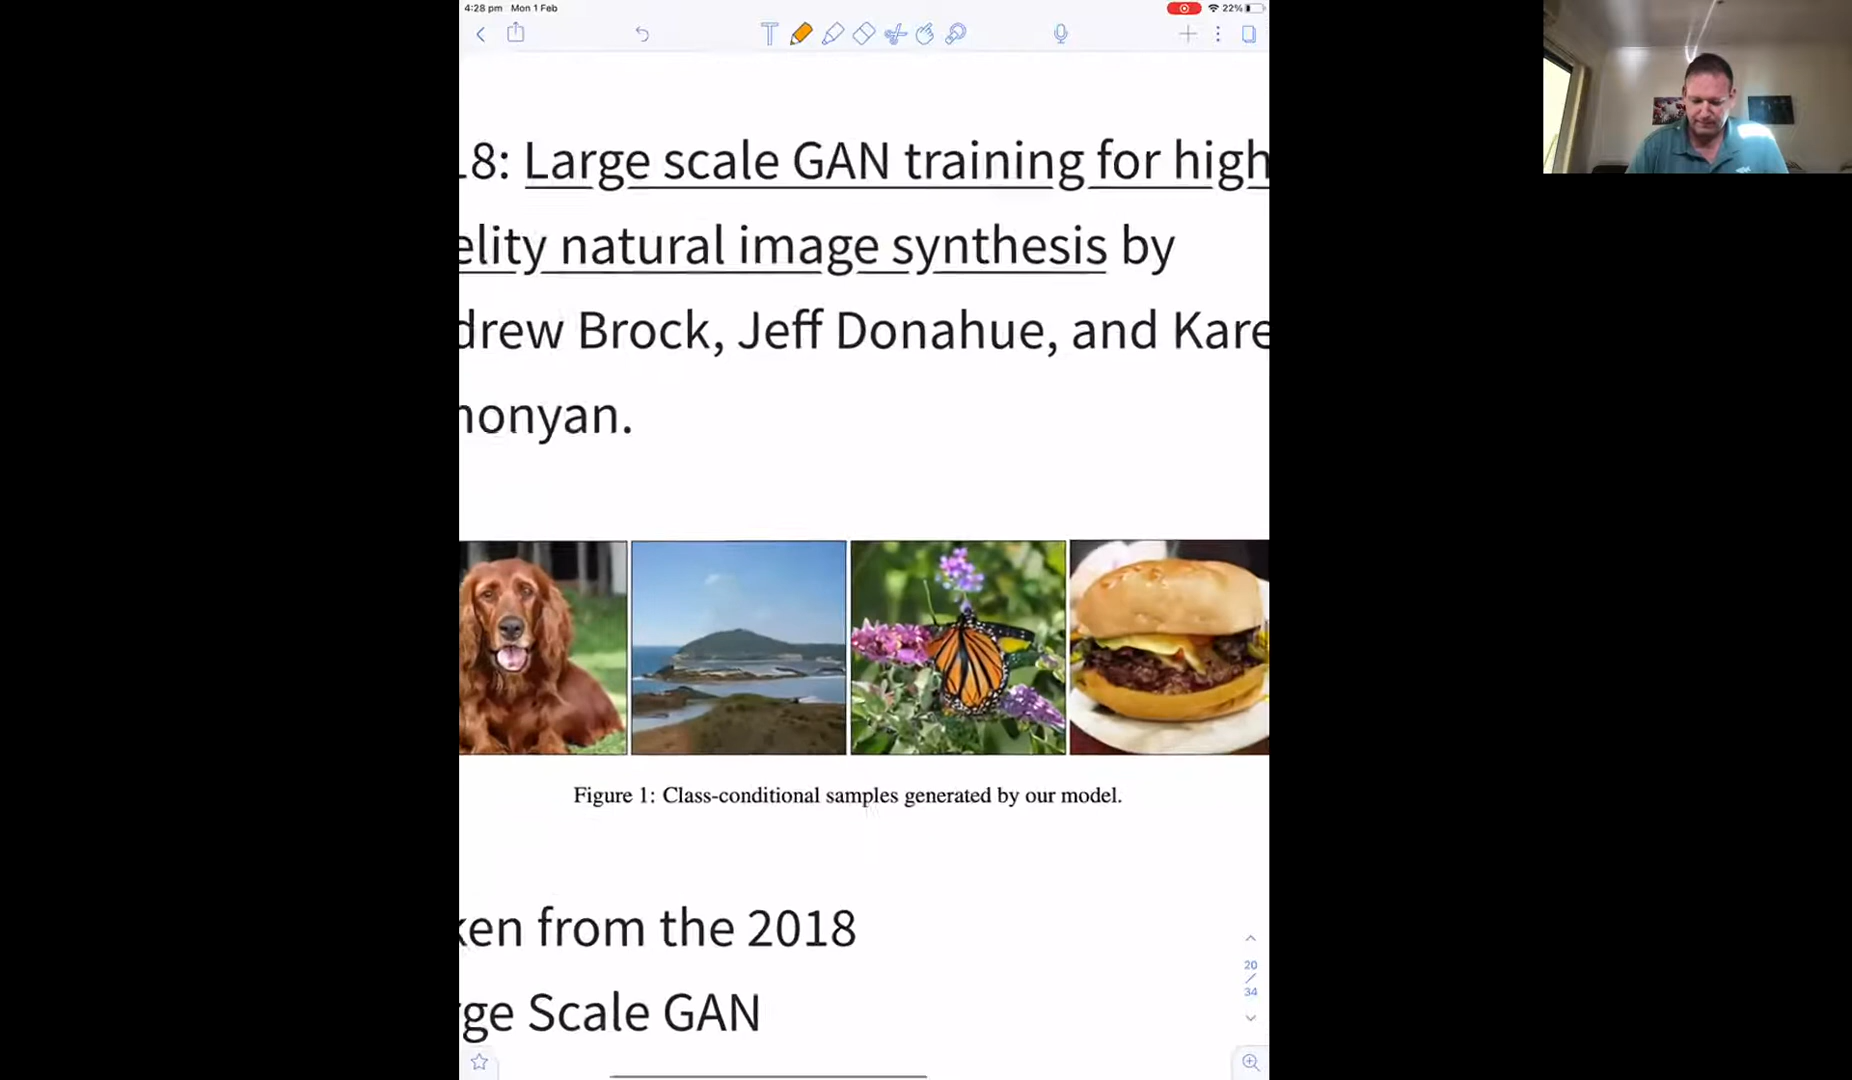 4:28 pm Mon 1 Feb
22%
18: Large scale GAN training for high
elity natural image synthesis by
drew Brock, Jeff Donahue, and Kare
nonyan.
Figure 1: Class-conditional samples generated by our model.
ken from the 2018
rge Scale GAN
20
/
34